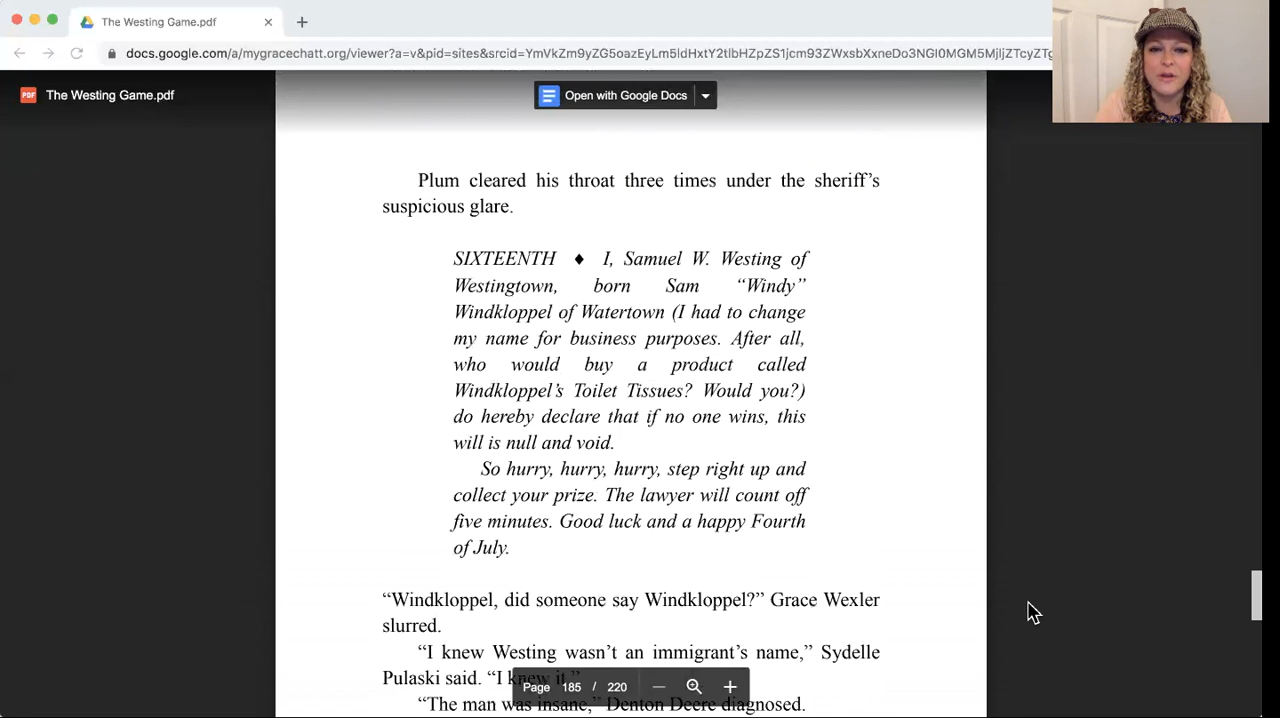 The Westing Game.pdf
docs.google.com/a/mygracechatt.org/viewer?a=v&pid=sites&srcid=
PDF The Westing Game.pdf
Open with Google Docs
Plum cleared his throat three times under the sheriff’s
suspicious glare.
SIXTEENTH ♦ I, Samuel W. Westing of
Westingtown, born Sam “Windy”
Windkloppel of Watertown (I had to change
my name for business purposes. After all,
who would buy a product called
Windkloppel’s Toilet Tissues? Would you?)
do hereby declare that if no one wins, this
will is null and void.
So hurry, hurry, hurry, step right up and
collect your prize. The lawyer will count off
five minutes. Good luck and a happy Fourth
of July.
“Windkloppel, did someone say Windkloppel?” Grace Wexler
slurred.
“I knew Westing wasn’t an immigrant’s name,” Sydelle
Pulaski said. “I knew it.”
“The man was insane,” Denton Deere diagnosed.
Page 185 / 220